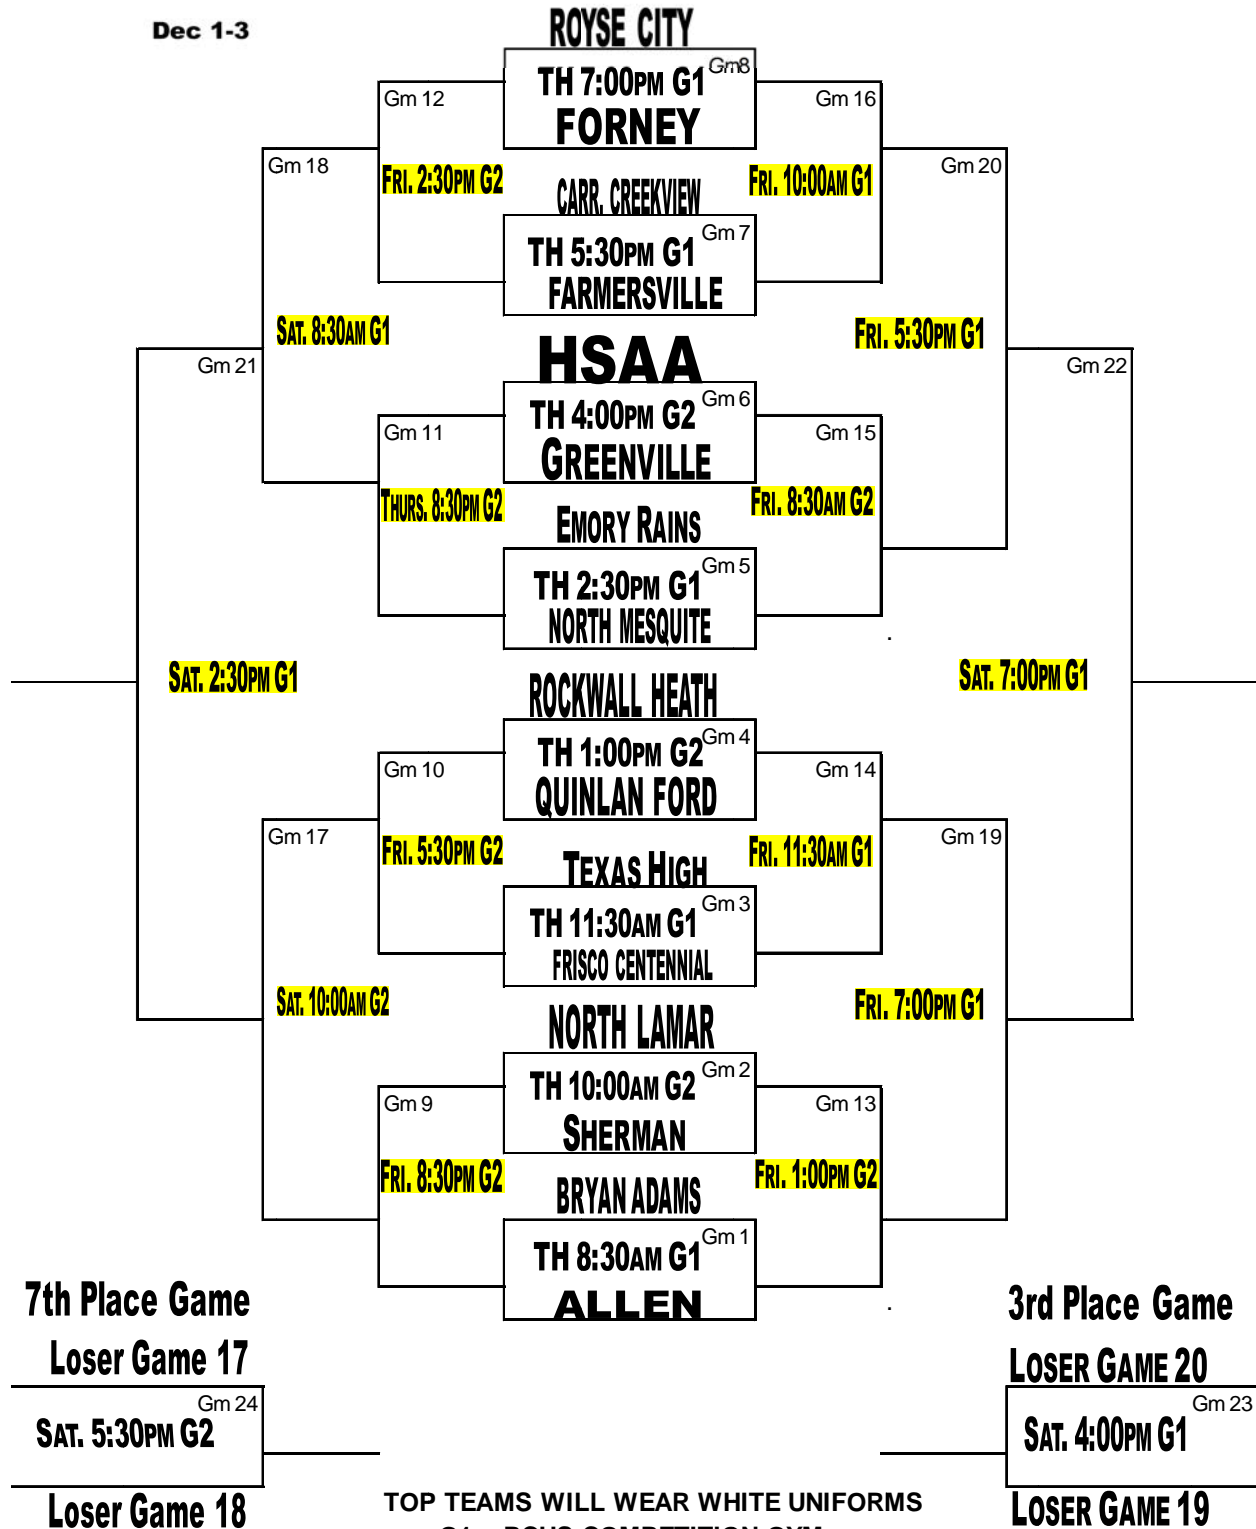 Dec 1-3
ROYSE CITY
Gm8
TH 7:00PM G1
FORNEY
Gm 12
Gm 16
Gm 18
FRI. 2:30PM G2
CARR. CREEKVIEW
FRI. 10:00AM G1
Gm 20
Gm 7
TH 5:30PM G1
FARMERSVILLE
SAT. 8:30AM G1
HSAA
FRI. 5:30PM G1
Gm 21
Gm 22
Gm 6
TH 4:00PM G2
GREENVILLE
Gm 11
Gm 15
THURS. 8:30PM G2
EMORY RAINS
FRI. 8:30AM G2
Gm 5
TH 2:30PM G1
NORTH MESQUITE
SAT. 2:30PM G1
ROCKWALL HEATH
SAT. 7:00PM G1
Gm 4
TH 1:00PM G2
QUINLAN FORD
Gm 10
Gm 14
Gm 17
FRI. 5:30PM G2
TEXAS HIGH
FRI. 11:30AM G1
Gm 19
Gm 3
TH 11:30AM G1
FRISCO CENTENNIAL
SAT. 10:00AM G2
NORTH LAMAR
FRI. 7:00PM G1
Gm 2
TH 10:00AM G2
SHERMAN
Gm 9
Gm 13
FRI. 8:30PM G2
BRYAN ADAMS
FRI. 1:00PM G2
Gm 1
TH 8:30AM G1
ALLEN
7th Place Game
3rd Place Game
Loser Game 17
LOSER GAME 20
Gm 24
SAT. 5:30PM G2
Gm 23
SAT. 4:00PM G1
Loser Game 18
LOSER GAME 19
TOP TEAMS WILL WEAR WHITE UNIFORMS
COMPETITION GYM